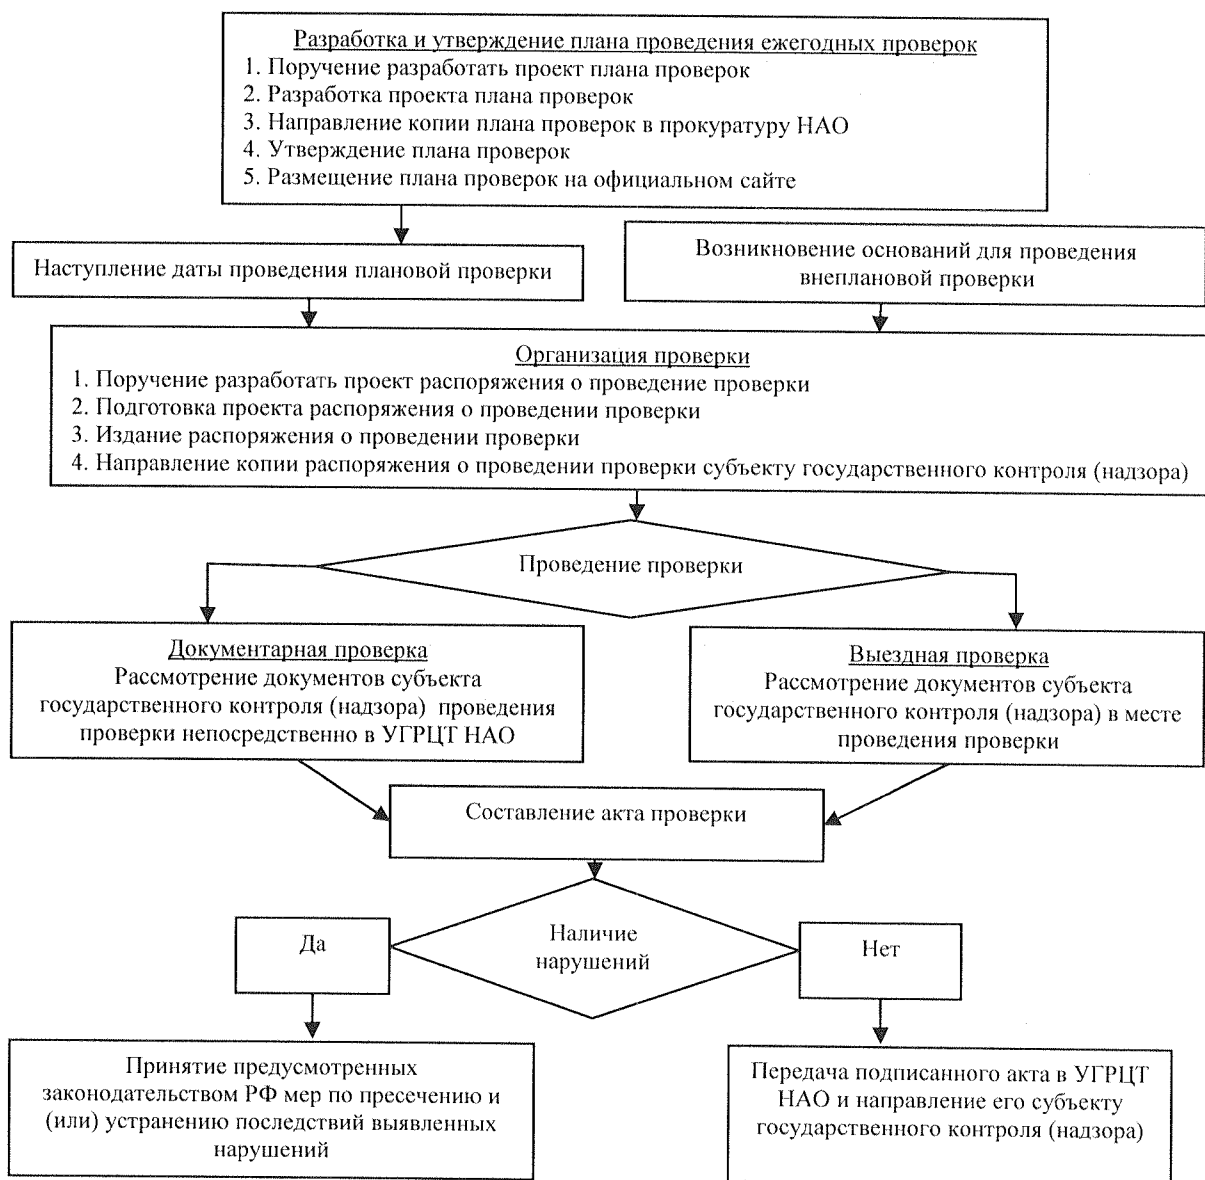 Разработка и утверждение плана проведения ежегодных проверок
1. Поручение разработать проект плана проверок
2. Разработка проекта плана проверок
3. Направление копии плана проверок в прокуратуру НАО
4. Утверждение плана проверок
5. Размещение плана проверок на официальном сайте
Наступление даты проведения плановой проверки
Возникновение оснований для проведения
внеплановой проверки
Организация проверки
1. Поручение разработать проект распоряжения о проведение проверки
2. Подготовка проекта распоряжения о проведении проверки
3. Издание распоряжения о проведении проверки
4. Направление копии распоряжения о проведении проверки субъекту государственного контроля (надзора)
Проведение проверки
Документарная проверка
Рассмотрение документов субъекта
государственного контроля (надзора) проведения
проверки непосредственно в УГРЦТ НАО
Выездная проверка
Рассмотрение документов субъекта
государственного контроля (надзора) в месте
проведения проверки
Составление акта проверки
Да
Наличие
нарушений
Нет
Принятие предусмотренных
законодательством РФ мер по пресечению и
(или) устранению последствий выявленных
нарушений
Передача подписанного акта в УГРЦТ
НАО и направление его субъекту
государственного контроля (надзора)